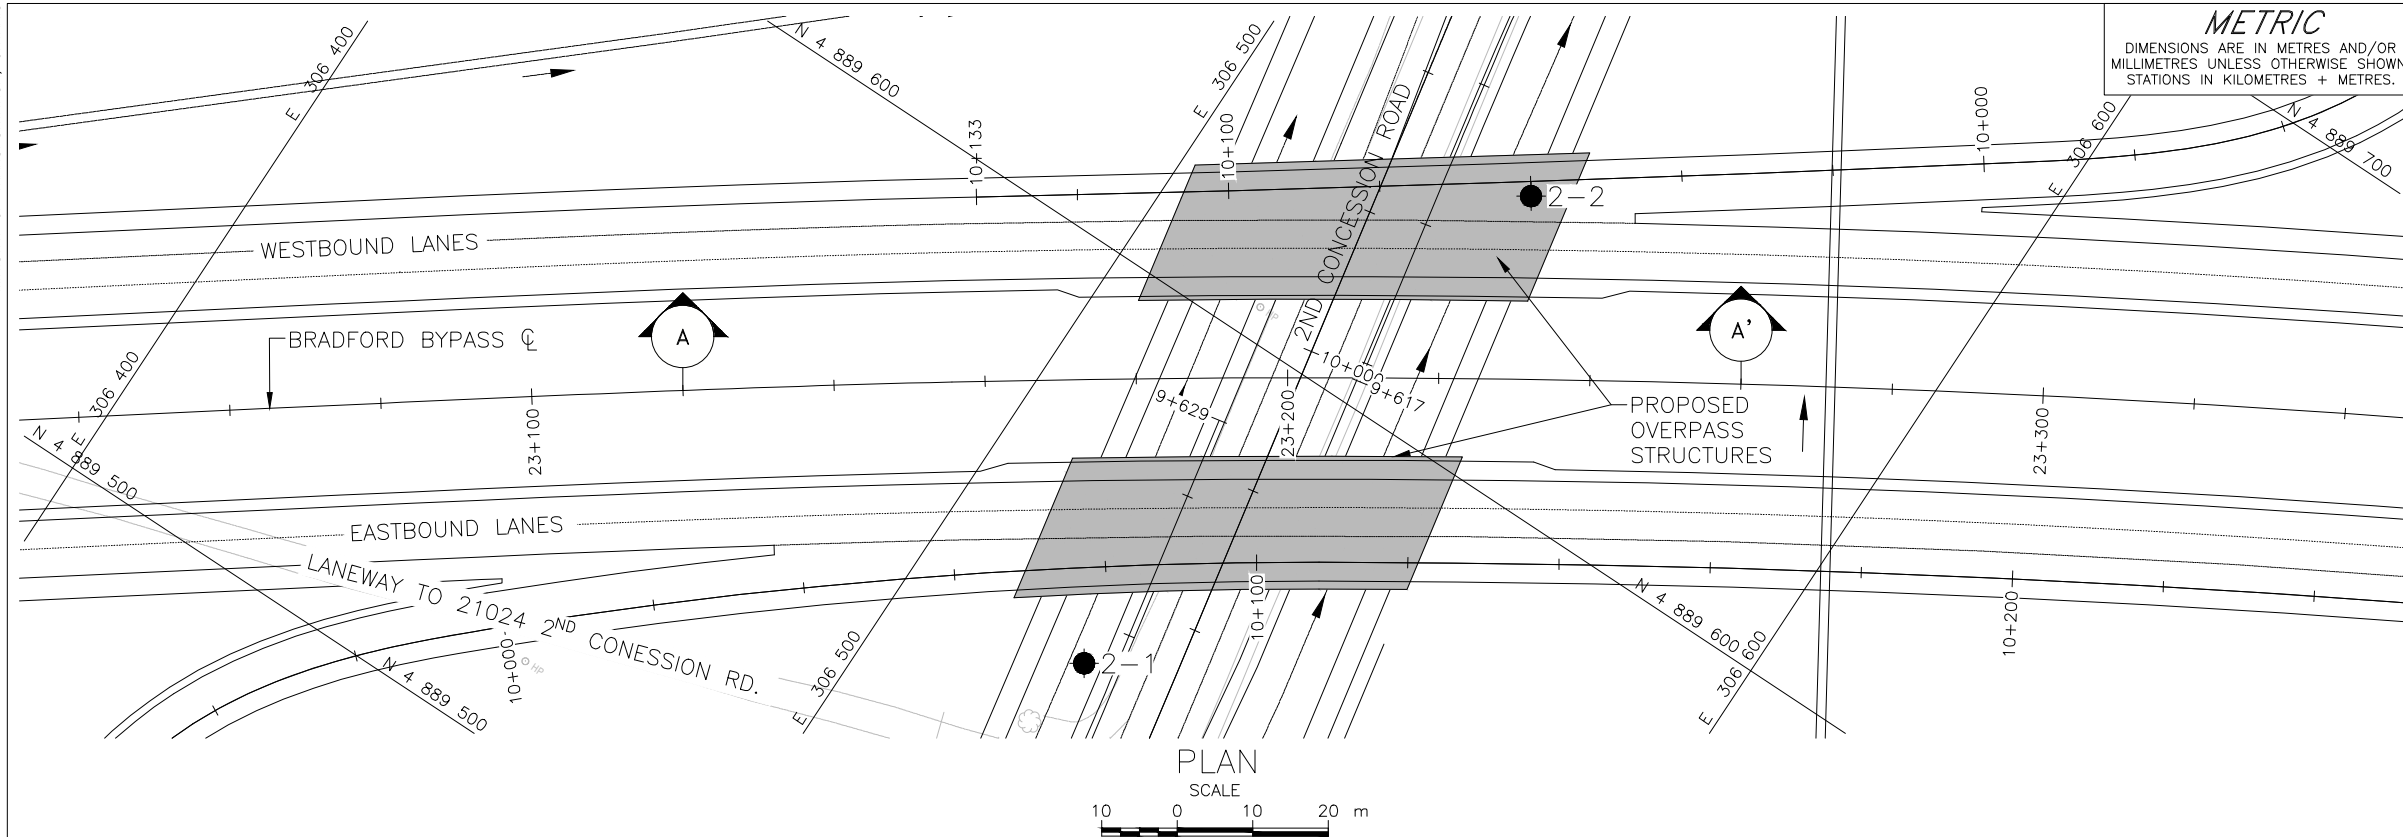 METRIC
DIMENSIONS ARE IN METRES AND/OR
MILLIMETRES UNLESS OTHERWISE SHOWN
STATIONS IN KILOMETRES + METRES.
E 306 400
N 4 889 600
E 306 500
2ND CONCESSION ROAD
10+133
10+100
10+000
E 306 600
N 4 889 700
2-2
WESTBOUND LANES
BRADFORD BYPASS ℄
A
A'
E 306 400
N 4 889 500
23+100
9+629
23+200
10+000
9+617
PROPOSED
OVERPASS
STRUCTURES
23+300
EASTBOUND LANES
LANEWAY TO 21024 2ND CONESSION RD.
10+000
HP
N 4 889 500
E 306 500
2-1
10+100
N 4 889 600
E 306 600
10+200
PLAN
SCALE
10 0 10 20 m